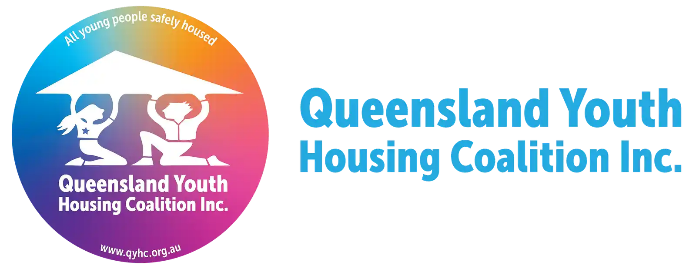 All young people safely housed
Queensland Youth
Housing Coalition Inc.
www.qyhc.org.au
Queensland Youth
Housing Coalition Inc.